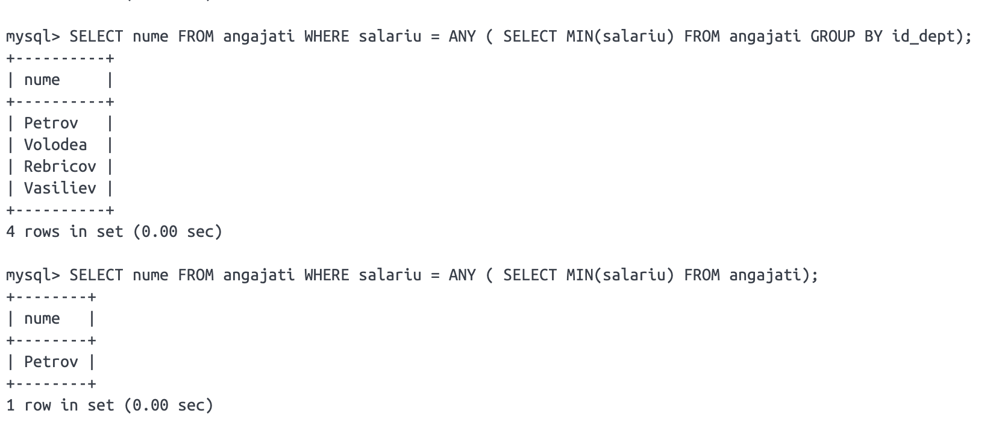 mysql> SELECT nume FROM angajati WHERE salariu = ANY ( SELECT MIN(salariu) FROM angajati GROUP BY id_dept);
+----------+
| nume     |
+----------+
| Petrov   |
| Volodea  |
| Rebricov |
| Vasiliev |
+----------+
4 rows in set (0.00 sec)
mysql> SELECT nume FROM angajati WHERE salariu = ANY ( SELECT MIN(salariu) FROM angajati);
+--------+
| nume   |
+--------+
| Petrov |
+--------+
1 row in set (0.00 sec)